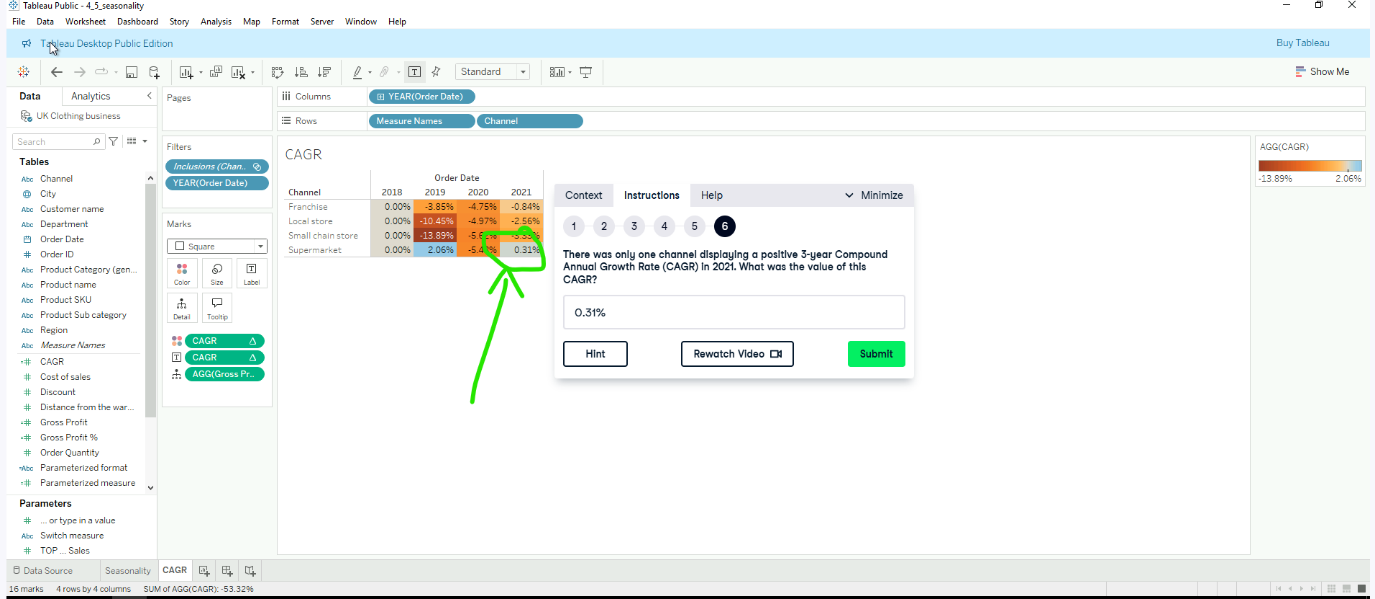 Tableau Public - 4_5_seasonality
File Data Worksheet Dashboard Story Analysis Map Format Server Window Help
Tableau Desktop Public Edition
Buy Tableau
Standard
Show Me
Data Analytics
UK Clothing business
Search
Tables
Abc Channel
City
Abc Customer name
Abc Department
Order Date
# Order ID
Abc Product Category (gen...
Abc Product name
Abc Product SKU
Abc Product Sub category
Abc Region
Abc Measure Names
# CAGR
# Cost of sales
# Discount
# Distance from the war...
# Gross Profit
# Gross Profit %
# Order Quantity
Abc Parameterized format
# Parameterized measure
Parameters
# ... or type in a value
Abc Switch measure
# TOP ... Sales
Pages
Filters
Inclusions (Chan..
YEAR(Order Date)
Marks
Square
Color Size Label
Detail Tooltip
CAGR Δ
CAGR Δ
AGG(Gross Pr..
Columns YEAR(Order Date)
Rows Measure Names Channel
CAGR
Order Date
Channel 2018 2019 2020 2021
Franchise 0.00% -3.85% -4.75% -0.84%
Local store 0.00% -10.45% -4.97% -2.56%
Small chain store 0.00% -13.89%
Supermarket 0.00% 2.06% 0.31%
AGG(CAGR)
-13.89% 2.06%
Context Instructions Help Minimize
1 2 3 4 5 6
There was only one channel displaying a positive 3-year Compound
Annual Growth Rate (CAGR) in 2021. What was the value of this
CAGR?
0.31%
Hint Rewatch Video Submit
Data Source Seasonality CAGR
16 marks 4 rows by 4 columns SUM of AGG(CAGR): -53.32%